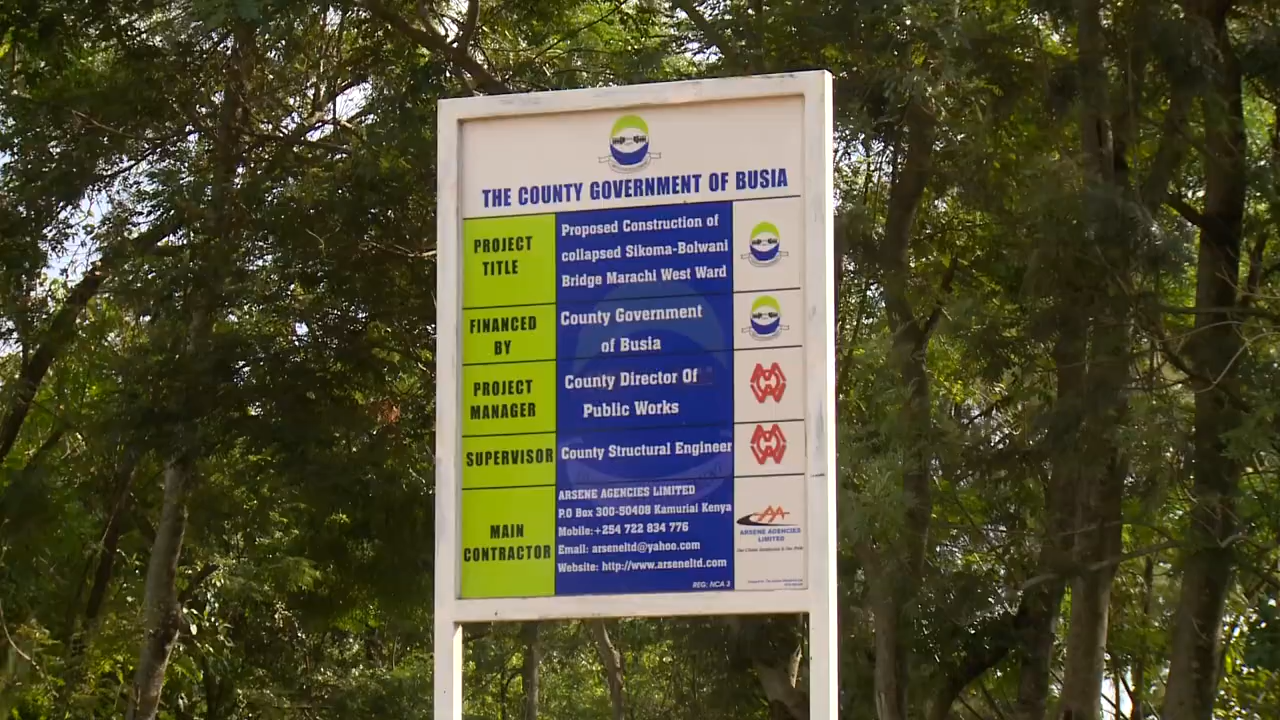 THE COUNTY GOVERNMENT OF BUSIA
PROJECT
TITLE
Proposed Construction of
collapsed Sikoma-Bolwani
Bridge Marachi West Ward
FINANCED
BY
County Government
of Busia
PROJECT
MANAGER
County Director Of
Public Works
SUPERVISOR
County Structural Engineer
MAIN
CONTRACTOR
ARSENE AGENCIES LIMITED
P.O Box 300-50408 Kamuriai Kenya
Mobile:+254 722 834 776
Email: arseneltd@yahoo.com
Website: http://www.arseneltd.com
REG: NCA 3
ARSENE AGENCIES
LIMITED